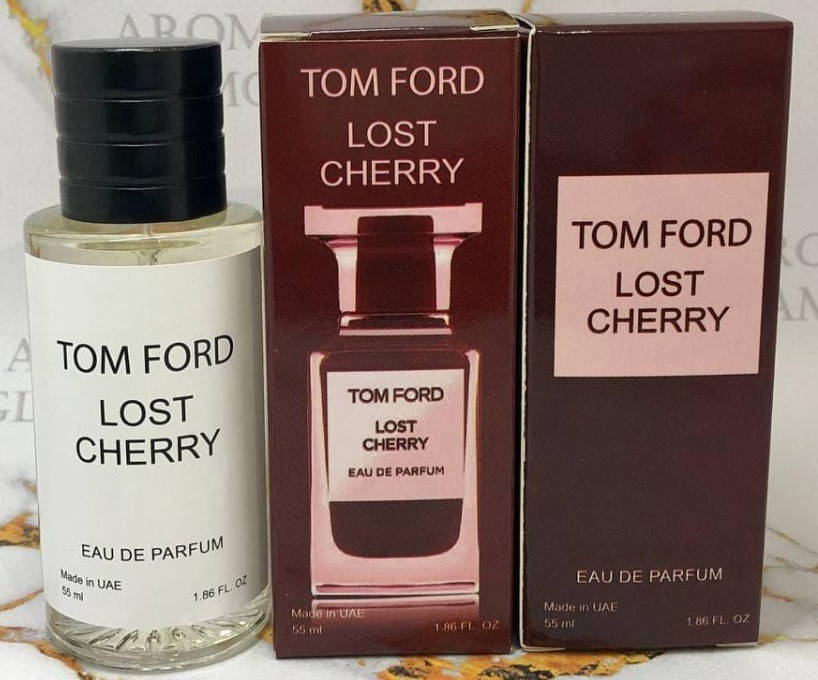 TOM FORD
LOST
CHERRY
EAU DE PARFUM
Made in UAE
55 ml
1.86 FL. OZ
TOM FORD
LOST
CHERRY
TOM FORD
LOST
CHERRY
EAU DE PARFUM
Made in UAE
55 ml
1.86 FL. OZ
TOM FORD
LOST
CHERRY
EAU DE PARFUM
Made in UAE
55 ml
1.86 FL. OZ